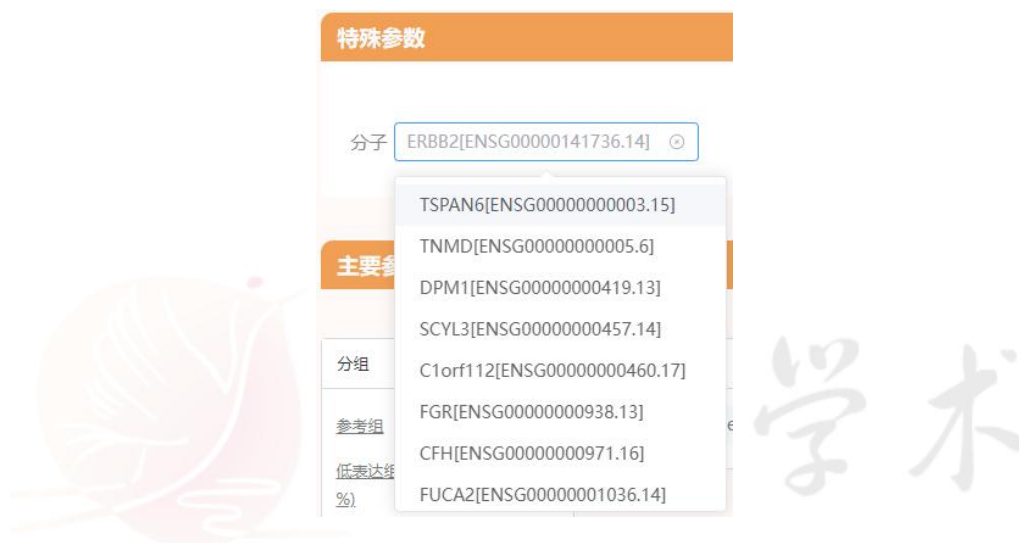 特殊参数
分子 ERBB2[ENSG00000141736.14]
TSPAN6[ENSG00000000003.15]
TNMD[ENSG00000000005.6]
主要参
DPM1[ENSG00000000419.13]
SCYL3[ENSG00000000457.14]
分组
C1orf112[ENSG00000000460.17]
FGR[ENSG00000000938.13]
参考组
CFH[ENSG00000000971.16]
低表达组
%)
FUCA2[ENSG00000001036.14]
学术